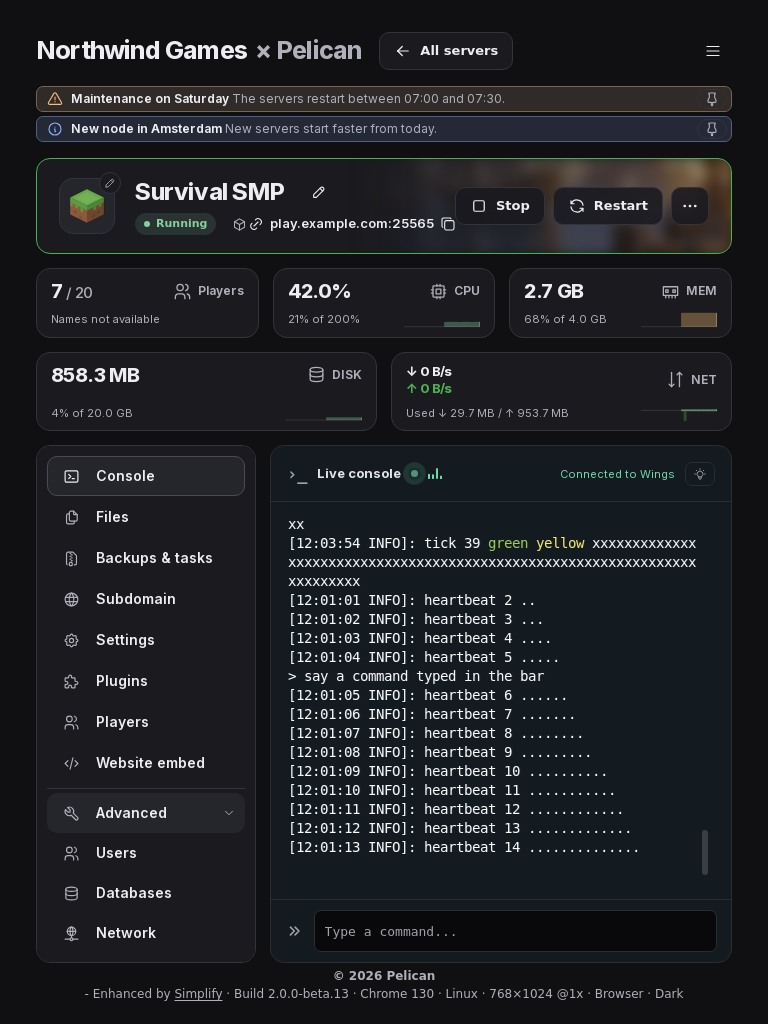 Northwind Games × Pelican
All servers
Maintenance on Saturday The servers restart between 07:00 and 07:30.
New node in Amsterdam New servers start faster from today.
Survival SMP
Running
play.example.com:25565
Stop
Restart
7 / 20
Players
Names not available
42.0%
CPU
21% of 200%
2.7 GB
MEM
68% of 4.0 GB
858.3 MB
DISK
4% of 20.0 GB
↓ 0 B/s
↑ 0 B/s
NET
Used ↓ 29.7 MB / ↑ 953.7 MB
Console
Files
Backups & tasks
Subdomain
Settings
Plugins
Players
Website embed
Advanced
Users
Databases
Network
Live console
Connected to Wings
xx
[12:03:54 INFO]: tick 39 green yellow xxxxxxxxxxxxx
xxxxxxxxxxxxxxxxxxxxxxxxxxxxxxxxxxxxxxxxxxxxxxxxxxx
xxxxxxxxx
[12:01:01 INFO]: heartbeat 2 ..
[12:01:02 INFO]: heartbeat 3 ...
[12:01:03 INFO]: heartbeat 4 ....
[12:01:04 INFO]: heartbeat 5 .....
> say a command typed in the bar
[12:01:05 INFO]: heartbeat 6 ......
[12:01:06 INFO]: heartbeat 7 .......
[12:01:07 INFO]: heartbeat 8 ........
[12:01:08 INFO]: heartbeat 9 .........
[12:01:09 INFO]: heartbeat 10 ..........
[12:01:10 INFO]: heartbeat 11 ...........
[12:01:11 INFO]: heartbeat 12 ............
[12:01:12 INFO]: heartbeat 13 .............
[12:01:13 INFO]: heartbeat 14 ..............
Type a command...
© 2026 Pelican
- Enhanced by Simplify · Build 2.0.0-beta.13 · Chrome 130 · Linux · 768×1024 @1x · Browser · Dark